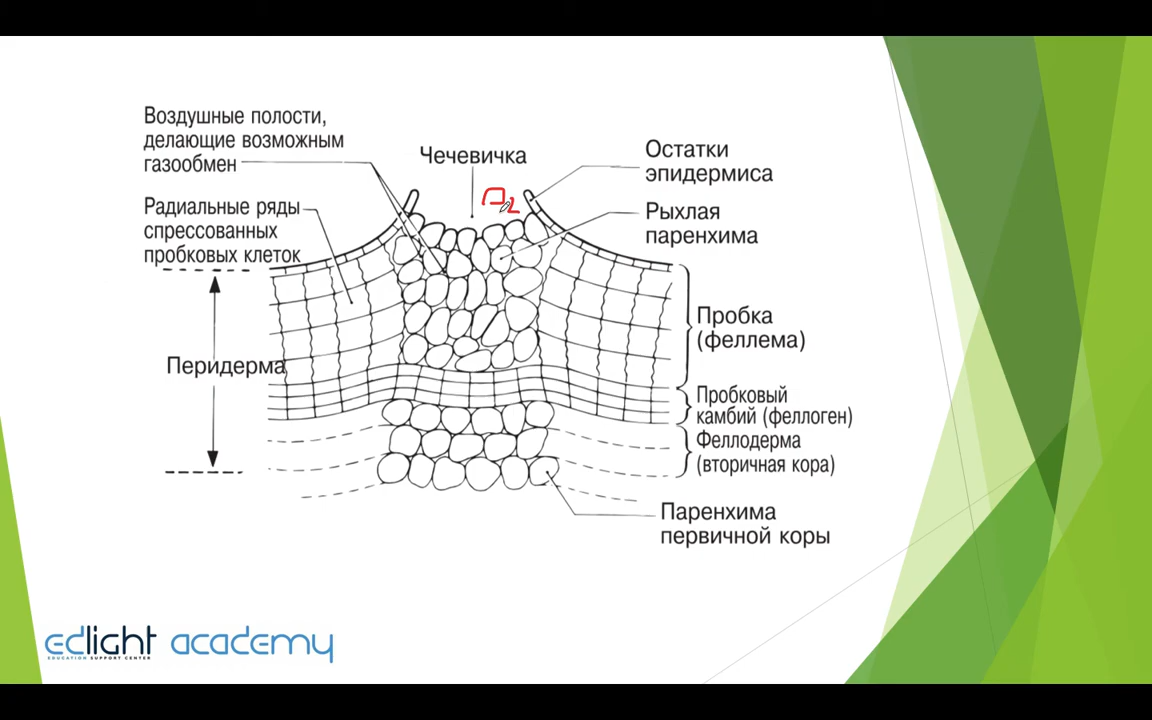 Воздушные полости,
делающие возможным
газообмен
Чечевичка
Остатки
эпидермиса
O2
Радиальные ряды
спрессованных
пробковых клеток
Рыхлая
паренхима
Перидерма
Пробка
(феллема)
Пробковый
камбий (феллоген)
Феллодерма
(вторичная кора)
Паренхима
первичной коры
edlight academy
EDUCATION SUPPORT CENTER